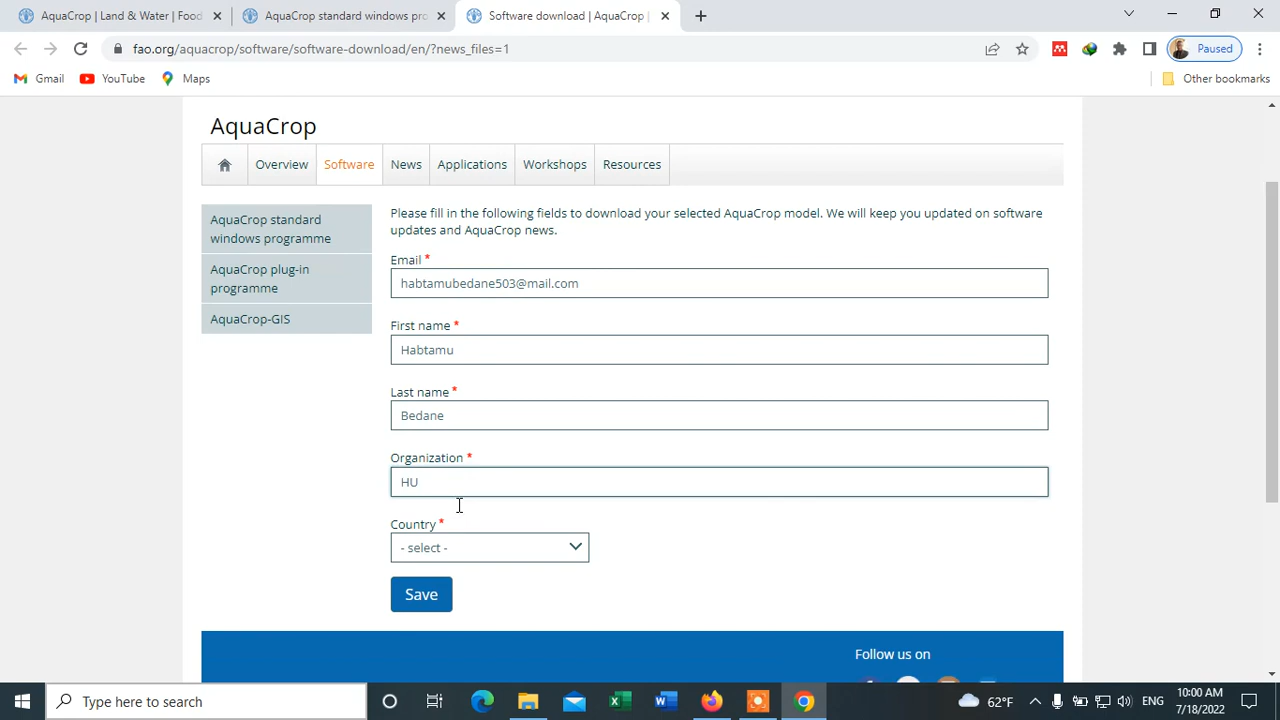 AquaCrop | Land & Water | Food
AquaCrop standard windows pro
Software download | AquaCrop |
fao.org/aquacrop/software/software-download/en/?news_files=1
Paused
Gmail
YouTube
Maps
Other bookmarks
AquaCrop
Overview
Software
News
Applications
Workshops
Resources
AquaCrop standard
windows programme
AquaCrop plug-in
programme
AquaCrop-GIS
Please fill in the following fields to download your selected AquaCrop model. We will keep you updated on software
updates and AquaCrop news.
Email *
habtamubedane503@mail.com
First name *
Habtamu
Last name *
Bedane
Organization *
HU
Country *
- select -
Save
Follow us on
Type here to search
62°F
ENG
10:00 AM
7/18/2022